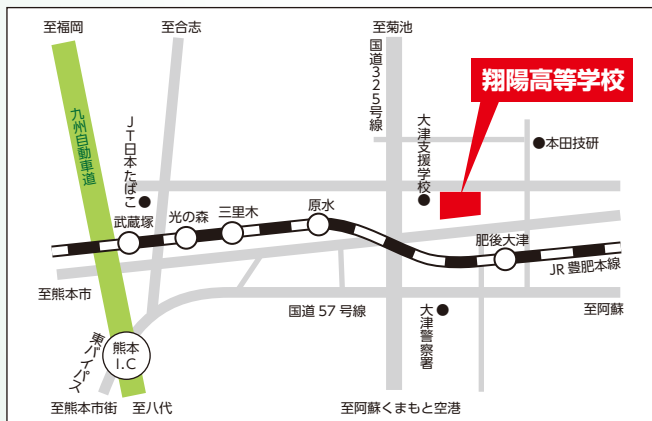 至福岡
至合志
至菊池
国道325号線
翔陽高等学校
九州自動車道
JT日本たばこ
大津支援学校
本田技研
武蔵塚
光の森
三里木
原水
肥後大津
JR豊肥本線
至熊本市
国道57号線
大津警察署
至阿蘇
東バイパス
熊本
I.C
至熊本市街
至八代
至阿蘇くまもと空港